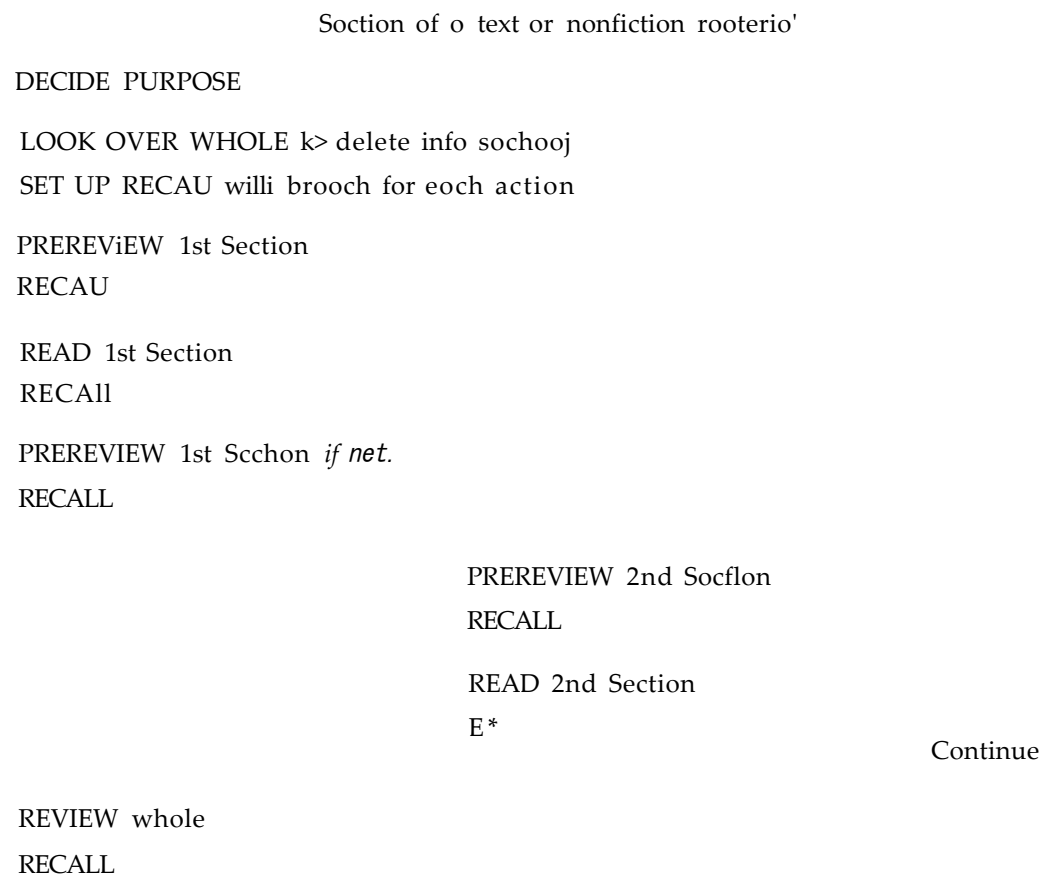 Soction of o text or nonfiction rooterio'
DECIDE PURPOSE
LOOK OVER WHOLE k> delete info sochooj
SET UP RECAU willi brooch for eoch action
PREREViEW 1st Section
RECAU
READ 1st Section
RECAll
PREREVIEW 1st Scchon if net.
RECALL
PREREVIEW 2nd Socflon
RECALL
READ 2nd Section
E*
Continue
REVIEW whole
RECALL